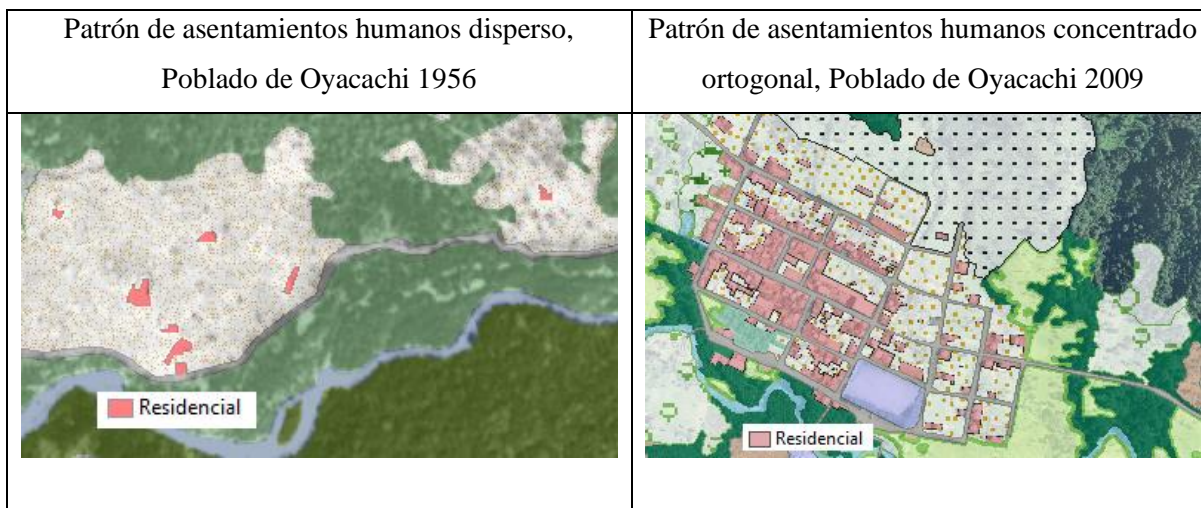 Patrón de asentamientos humanos disperso,
Poblado de Oyacachi 1956
Patrón de asentamientos humanos concentrado
ortogonal, Poblado de Oyacachi 2009
Residencial
Residencial